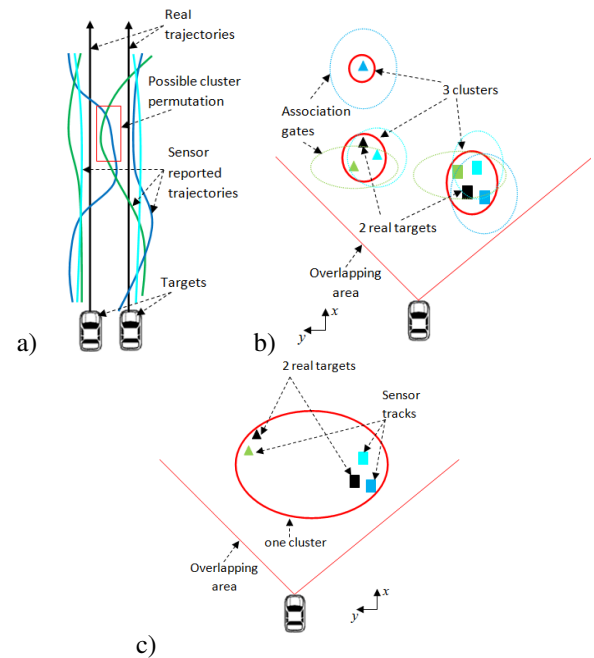 Real
trajectories
Possible cluster
permutation
Sensor
reported
trajectories
Targets
a)
3 clusters
Association
gates
2 real targets
Overlapping
area
x
y
b)
2 real targets
Sensor
tracks
one cluster
Overlapping
area
x
y
c)